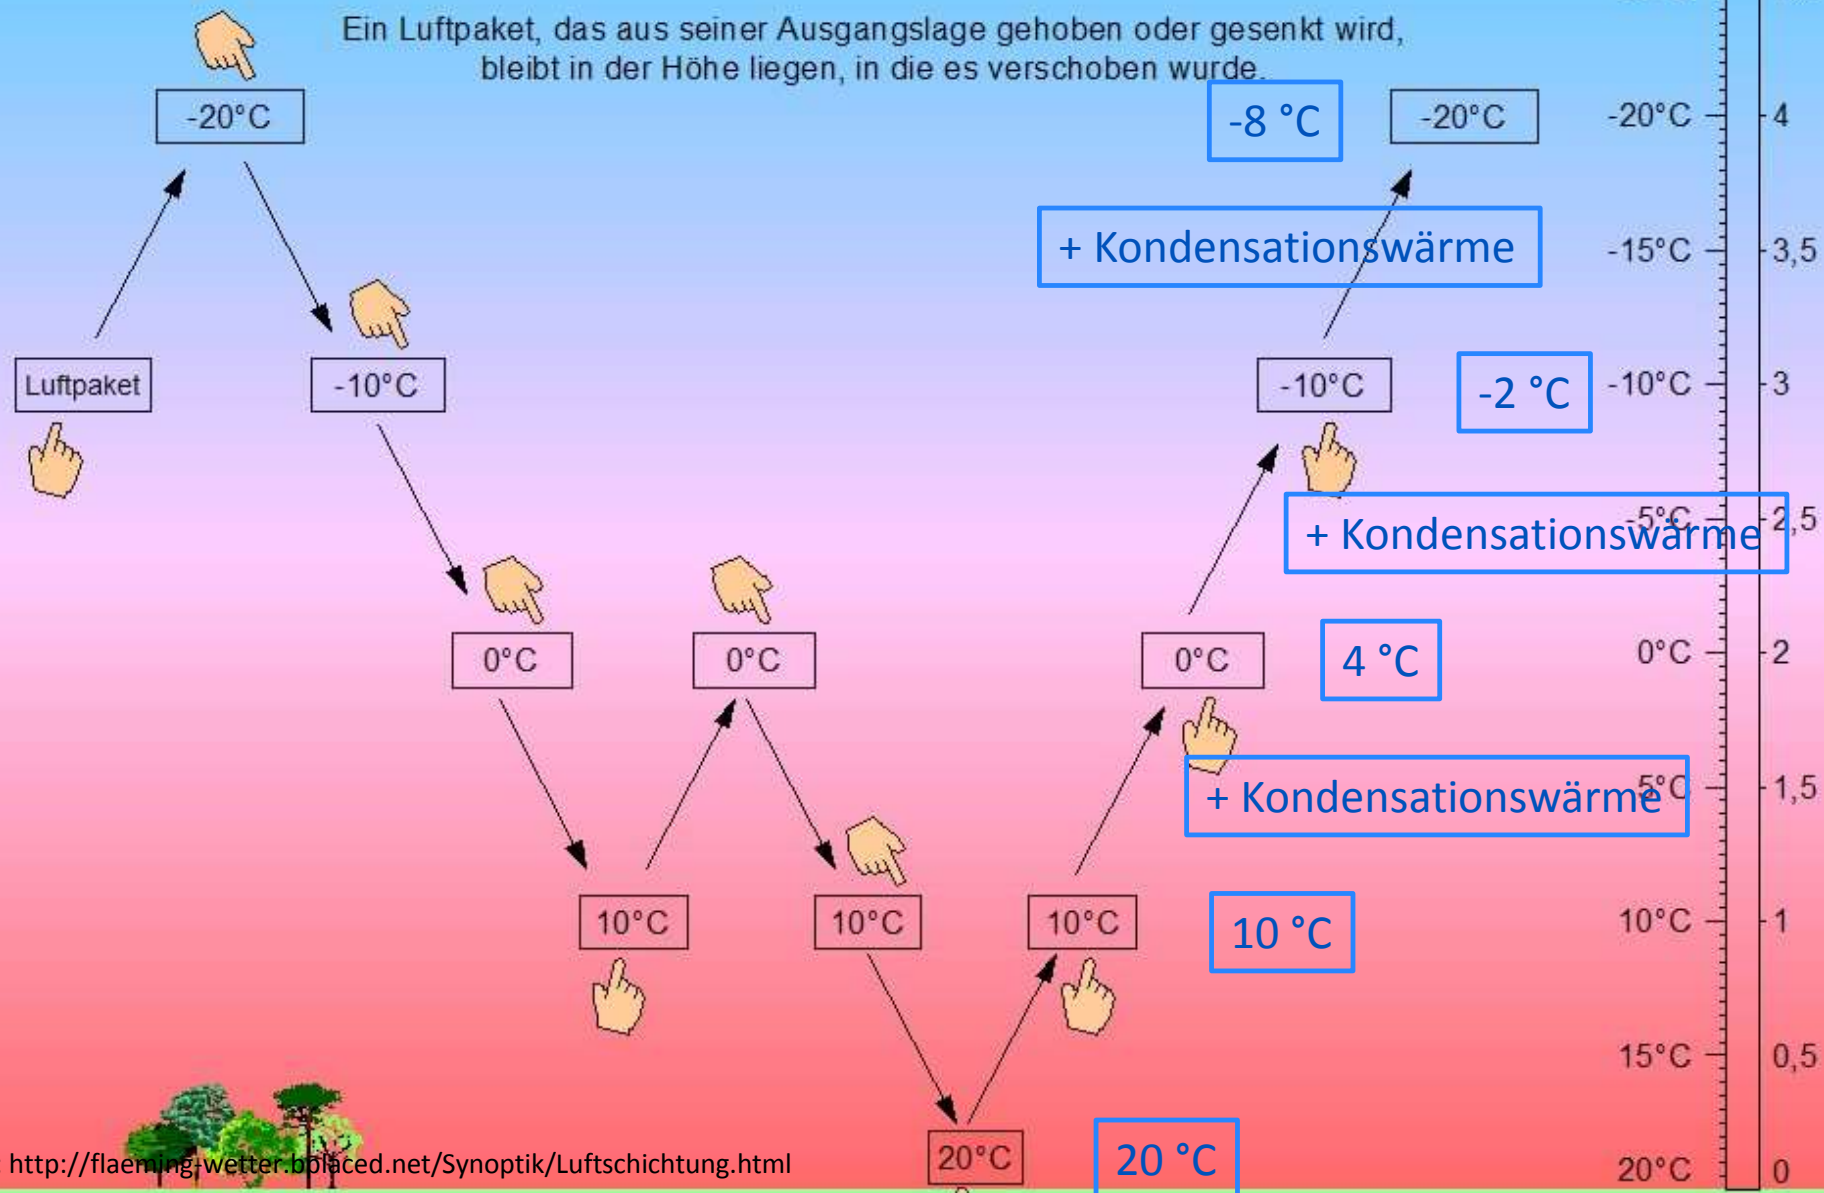 Ein Luftpaket, das aus seiner Ausgangslage gehoben oder gesenkt wird,
bleibt in der Höhe liegen, in die es verschoben wurde.
-20°C
-8 °C
-20°C
-20°C
4
+ Kondensationswärme
-15°C
3,5
Luftpaket
-10°C
-10°C
-2 °C
-10°C
3
+ Kondensationswärme
-5°C
2,5
0°C
0°C
0°C
4 °C
0°C
2
+ Kondensationswärme
5°C
1,5
10°C
10°C
10°C
10 °C
10°C
1
15°C
0,5
http://flaeming-wetter.bplaced.net/Synoptik/Luftschichtung.html
20°C
20 °C
20°C
0